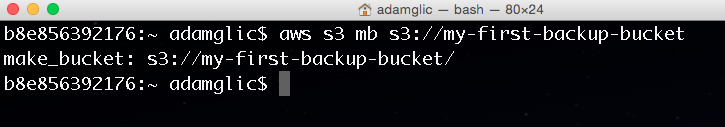 adamglic — bash — 80×24
b8e856392176:~ adamglic$ aws s3 mb s3://my-first-backup-bucket
make_bucket: s3://my-first-backup-bucket/
b8e856392176:~ adamglic$